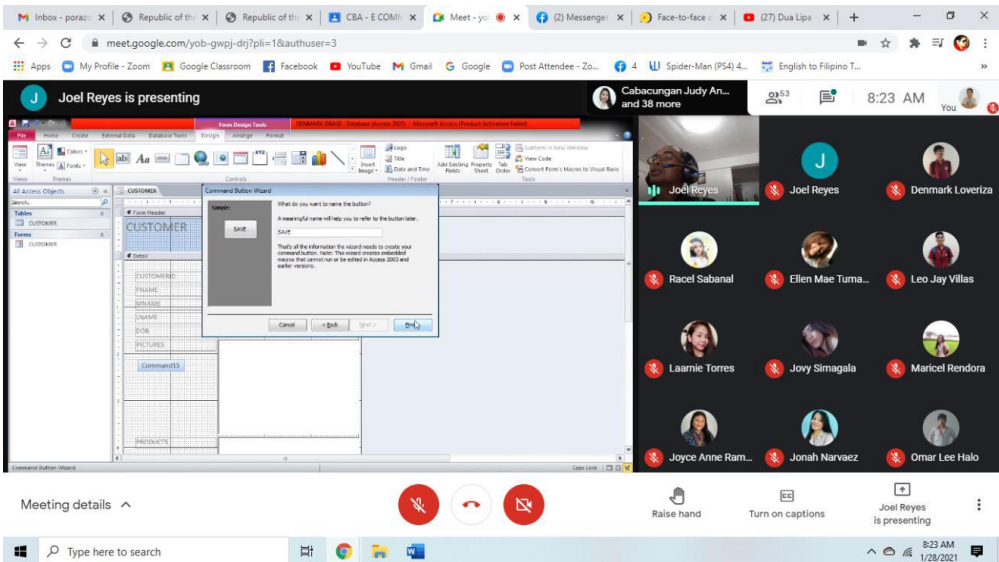 Inbox - poraz
Republic of th
Republic of th
CBA - E COMM
Meet - yo
(2) Messenger
Face-to-face c
(27) Dua Lipa
meet.google.com/yob-gwpj-drj?pli=1&authuser=3
Apps
My Profile - Zoom
Google Classroom
Facebook
YouTube
Gmail
Google
Post Attendee - Zo...
4
Spider-Man (PS4) 4...
English to Filipino T...
J
Joel Reyes is presenting
Cabacungan Judy An...
and 38 more
53
8:23 AM
You
Form Design Tools
File
Home
Create
External Data
Database Tools
Design
Arrange
Format
View
Themes
Colors
Fonts
Aa
XYZ
Insert
Image
Logo
Title
Date and Time
Add Existing
Fields
Property
Sheet
Tab
Order
Subform in New Window
View Code
Convert Form's Macros to Visual Basic
Views
Themes
Controls
Header / Footer
Tools
All Access Objects
Search..
Tables
CUSTOMER
Forms
CUSTOMER
CUSTOMER
Form Header
CUSTOMER
Detail
CUSTOMERID
FNAME
MNAME
LNAME
DOB
PICTURES
Command15
PRODUCTS
Command Button Wizard
Sample:
SAVE
What do you want to name the button?
A meaningful name will help you to refer to the button later.
SAVE
That's all the information the wizard needs to create your
command button. Note: This wizard creates embedded
macros that cannot run or be edited in Access 2003 and
earlier versions.
Cancel
< Back
Next >
Command Button Wizard
Caps Lock
Joel Reyes
J
Joel Reyes
Denmark Loveriza
Racel Sabanal
Ellen Mae Tuma...
Leo Jay Villas
Laarnie Torres
Jovy Simagala
Maricel Rendora
Joyce Anne Ram...
Jonah Narvaez
Omar Lee Halo
Meeting details
Raise hand
CC
Turn on captions
Joel Reyes
is presenting
Type here to search
8:23 AM
1/28/2021